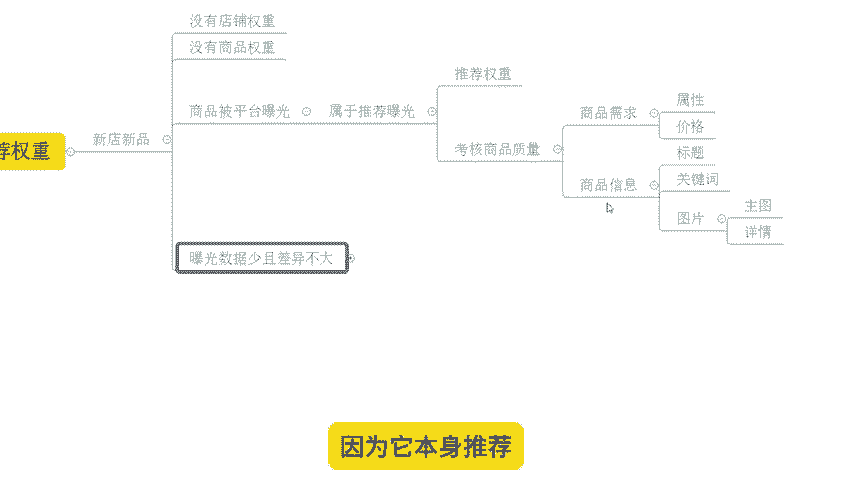 没有店铺权重
没有商品权重
推荐权重
商品被平台曝光
属于推荐曝光
商品需求
属性
价格
荐权重
新店新品
考核商品质量
标题
商品信息
关键词
图片
主图
详情
曝光数据少且差异不大
因为它本身推荐